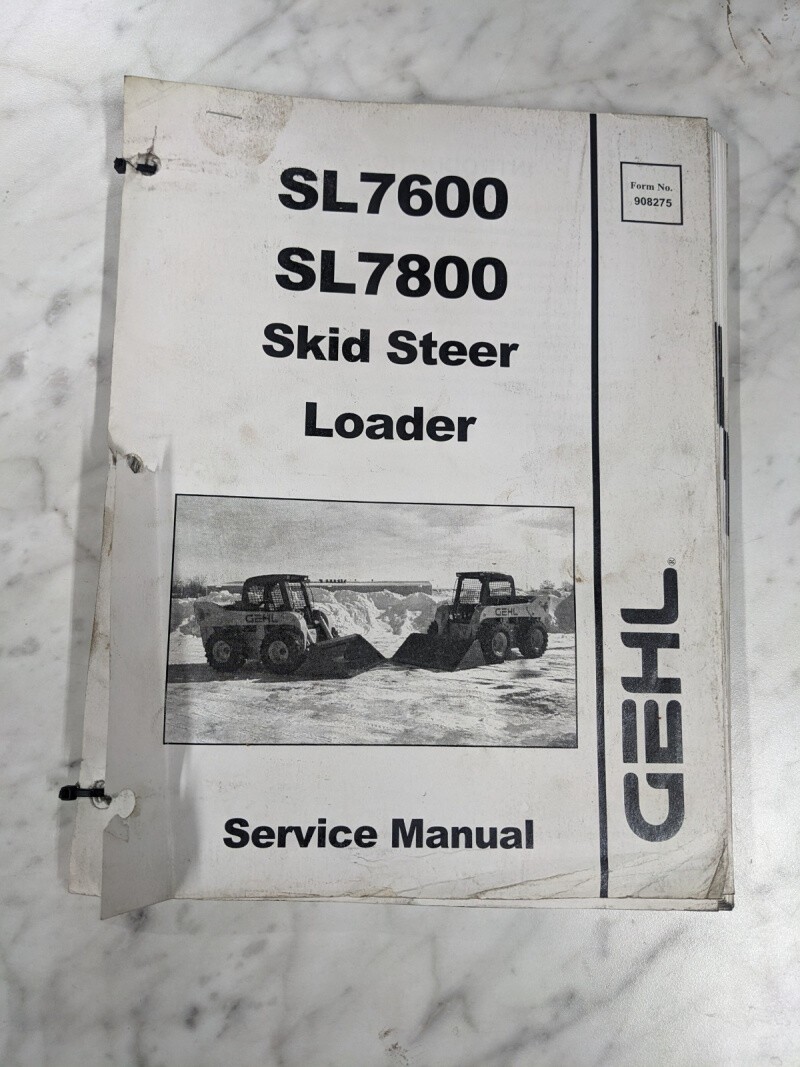 SL7600
SL7800
Skid Steer
Loader
Form No.
908275
GEHL
GEHL
GEHL®
Service Manual